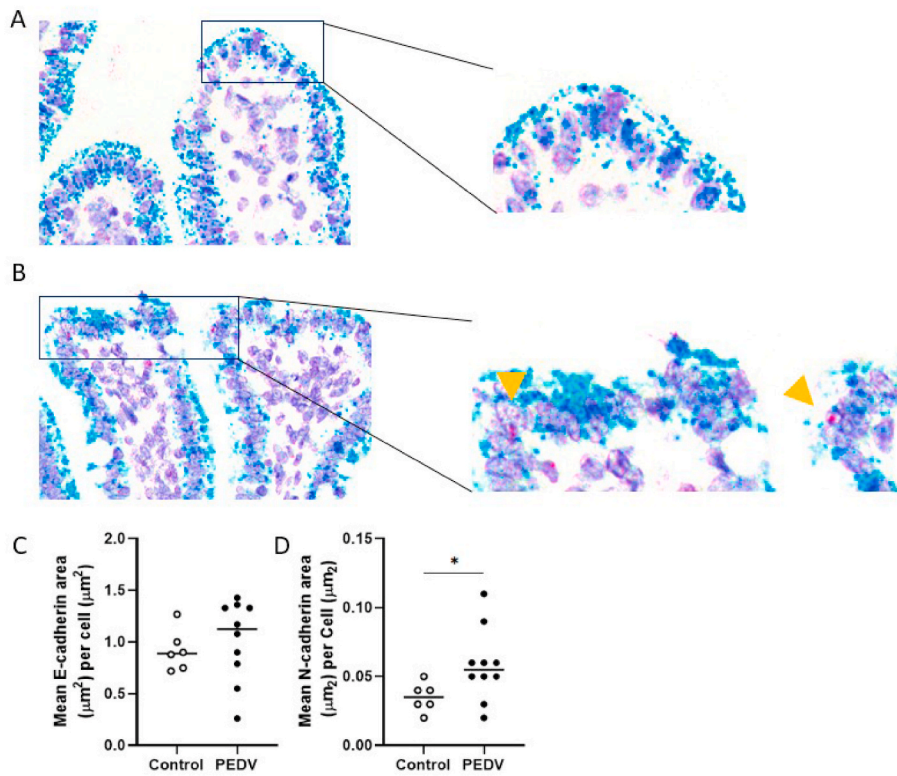 A
B
C
D
Mean E-cadherin area
(μm²) per cell (μm²)
2.0
1.5
1.0
0.5
0.0
Control PEDV
Mean N-cadherin area
(μm₂) per Cell (μm₂)
0.15
0.10
0.05
0.00
*
Control PEDV